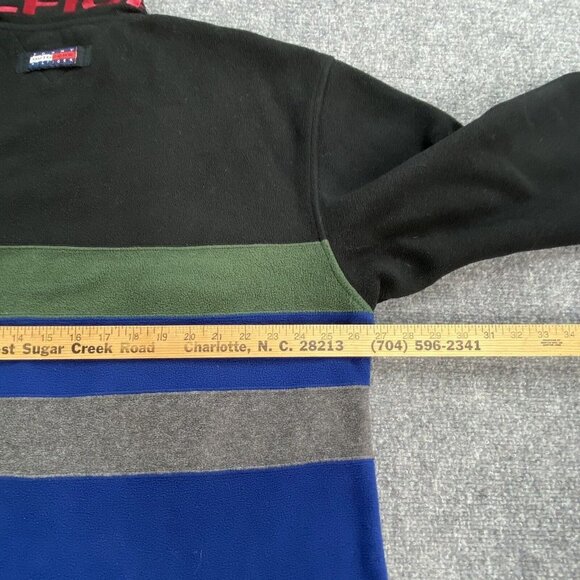 14 15 16 17 18 19 20 21 22 23 24 25 26 27 28 29 30 31 32 33 34
est Sugar Creek Road Charlotte, N. C. 28213 (704) 596-2341